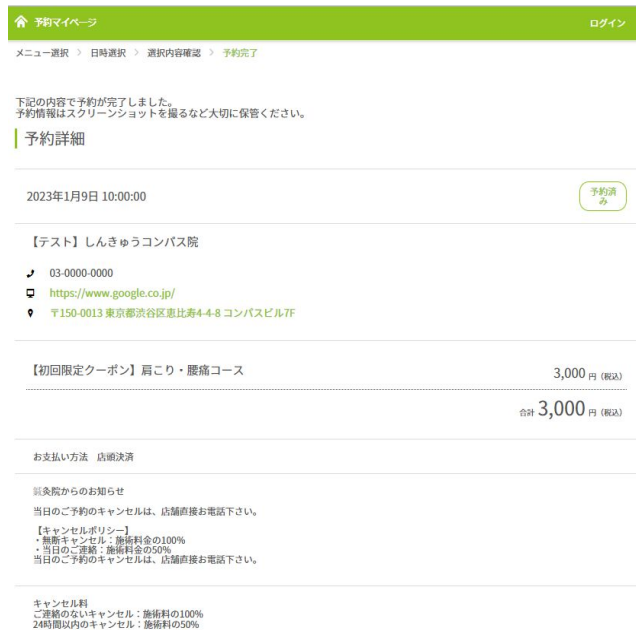 予約マイページ ログイン
メニュー選択 > 日時選択 > 選択内容確認 > 予約完了
下記の内容で予約が完了しました。
予約情報はスクリーンショットを撮るなど大切に保管ください。
予約詳細
2023年1月9日 10:00:00
予約済
み
【テスト】しんきゅうコンパス院
03-0000-0000
https://www.google.co.jp/
〒150-0013 東京都渋谷区恵比寿4-4-8 コンパスビル7F
【初回限定クーポン】肩こり・腰痛コース 3,000 円 (税込)
合計 3,000 円 (税込)
お支払い方法 店頭決済
鍼灸院からのお知らせ
当日のご予約のキャンセルは、店舗直接お電話下さい。
【キャンセルポリシー】
・無断キャンセル：施術料金の100%
・当日のご連絡：施術料金の50%
当日のご予約のキャンセルは、店舗直接お電話下さい。
キャンセル料
ご連絡のないキャンセル：施術料の100%
24時間以内のキャンセル：施術料の50%